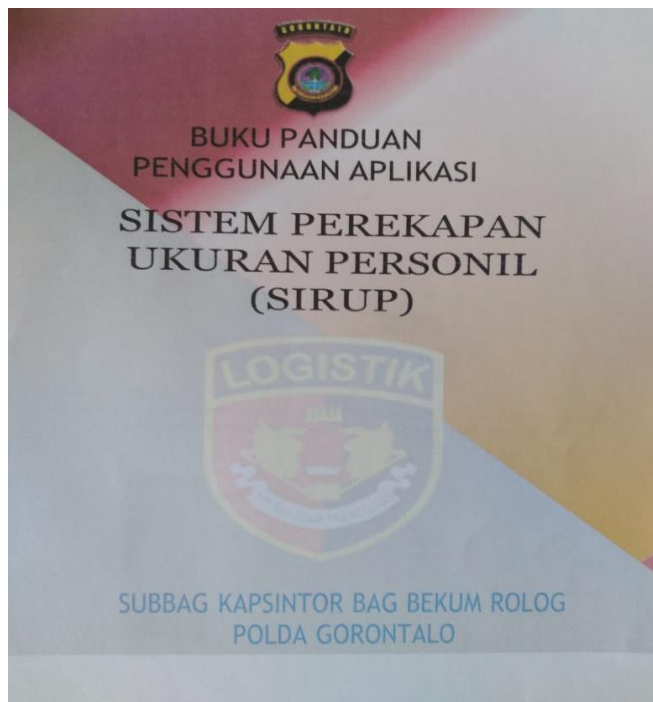 GORONTALO
BUKU PANDUAN
PENGGUNAAN APLIKASI
SISTEM PEREKAPAN
UKURAN PERSONIL
(SIRUP)
LOGISTIK
SUBBAG KAPSINTOR BAG BEKUM ROLOG
POLDA GORONTALO